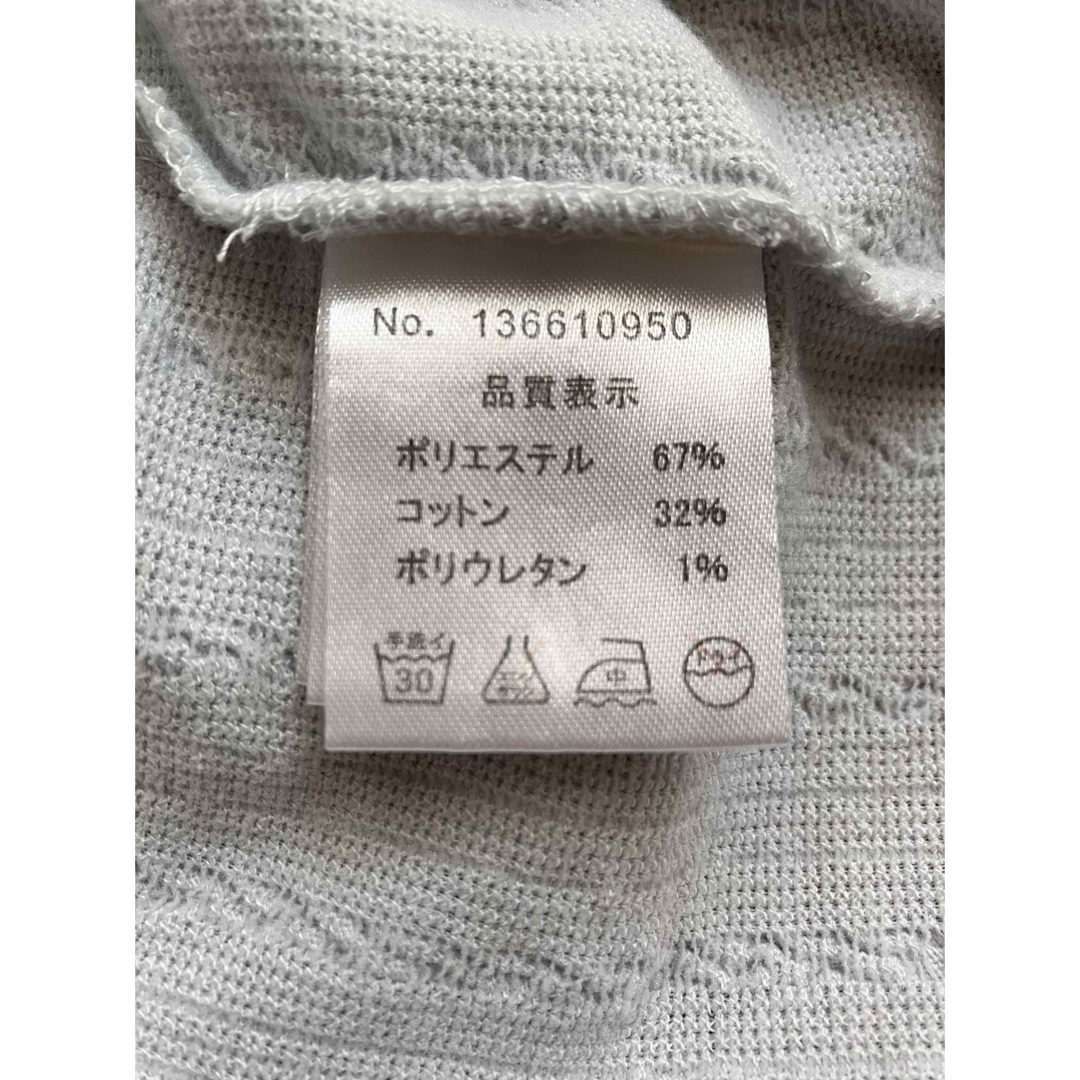 No. 136610950
品質表示
ポリエステル 67%
コットン 32%
ポリウレタン 1%
手洗イ
30
中